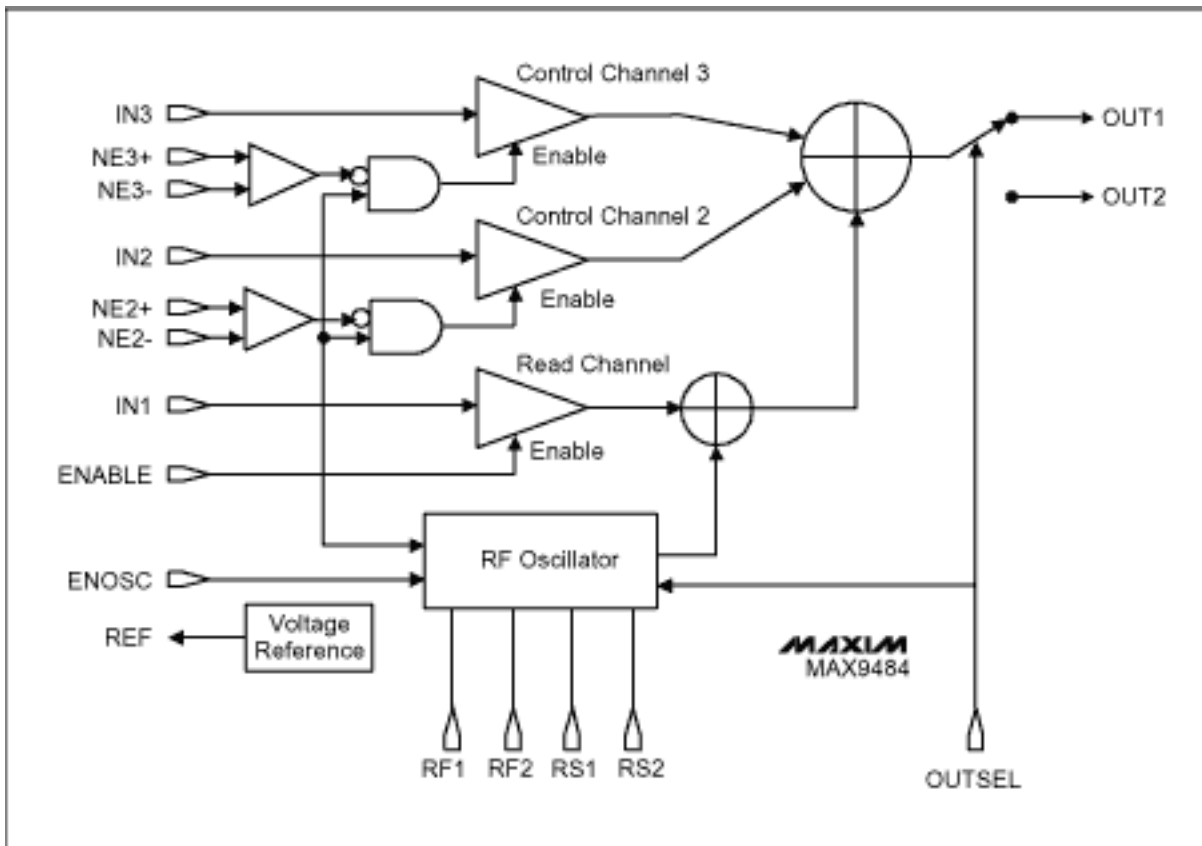 Control Channel 3
IN3
OUT1
NE3+
Enable
NE3-
OUT2
Control Channel 2
IN2
Enable
NE2+
NE2-
Read Channel
IN1
Enable
ENABLE
RF Oscillator
ENOSC
Voltage
Reference
REF
MAXIM
MAX9484
RF1
RF2
RS1
RS2
OUTSEL